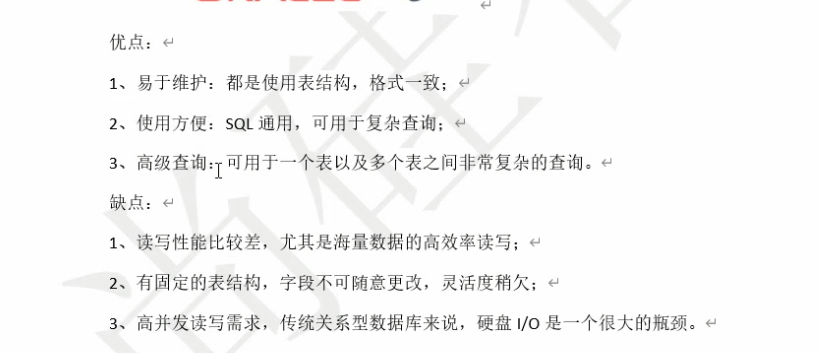 优点：
1、易于维护：都是使用表结构，格式一致；
2、使用方便：SQL 通用，可用于复杂查询；
3、高级查询：可用于一个表以及多个表之间非常复杂的查询。
缺点：
1、读写性能比较差，尤其是海量数据的高效率读写；
2、有固定的表结构，字段不可随意更改，灵活度稍欠；
3、高并发读写需求，传统关系型数据库来说，硬盘 I/O 是一个很大的瓶颈。